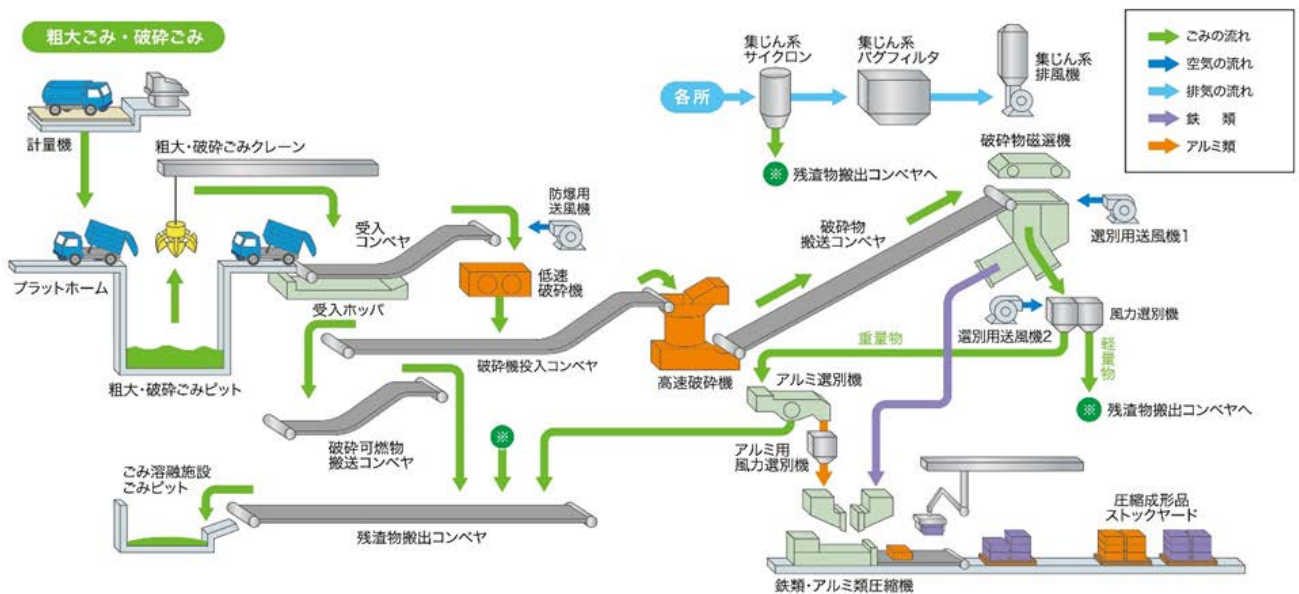 粗大ごみ・破砕ごみ
計量機
粗大・破砕ごみクレーン
プラットホーム
粗大・破砕ごみピット
受入
コンベヤ
受入ホッパ
防爆用
送風機
低速
破砕機
破砕機投入コンベヤ
高速破砕機
破砕物
搬送コンベヤ
各所
集じん系
サイクロン
集じん系
バグフィルタ
集じん系
排風機
※
残渣物搬出コンベヤへ
破砕物磁選機
選別用送風機1
選別用送風機2
風力選別機
重量物
軽量物
※
残渣物搬出コンベヤへ
アルミ選別機
アルミ用
風力選別機
破砕可燃物
搬送コンベヤ
※
ごみ溶融施設
ごみピット
残渣物搬出コンベヤ
鉄類・アルミ類圧縮機
圧縮成形品
ストックヤード
ごみの流れ
空気の流れ
排気の流れ
鉄　類
アルミ類